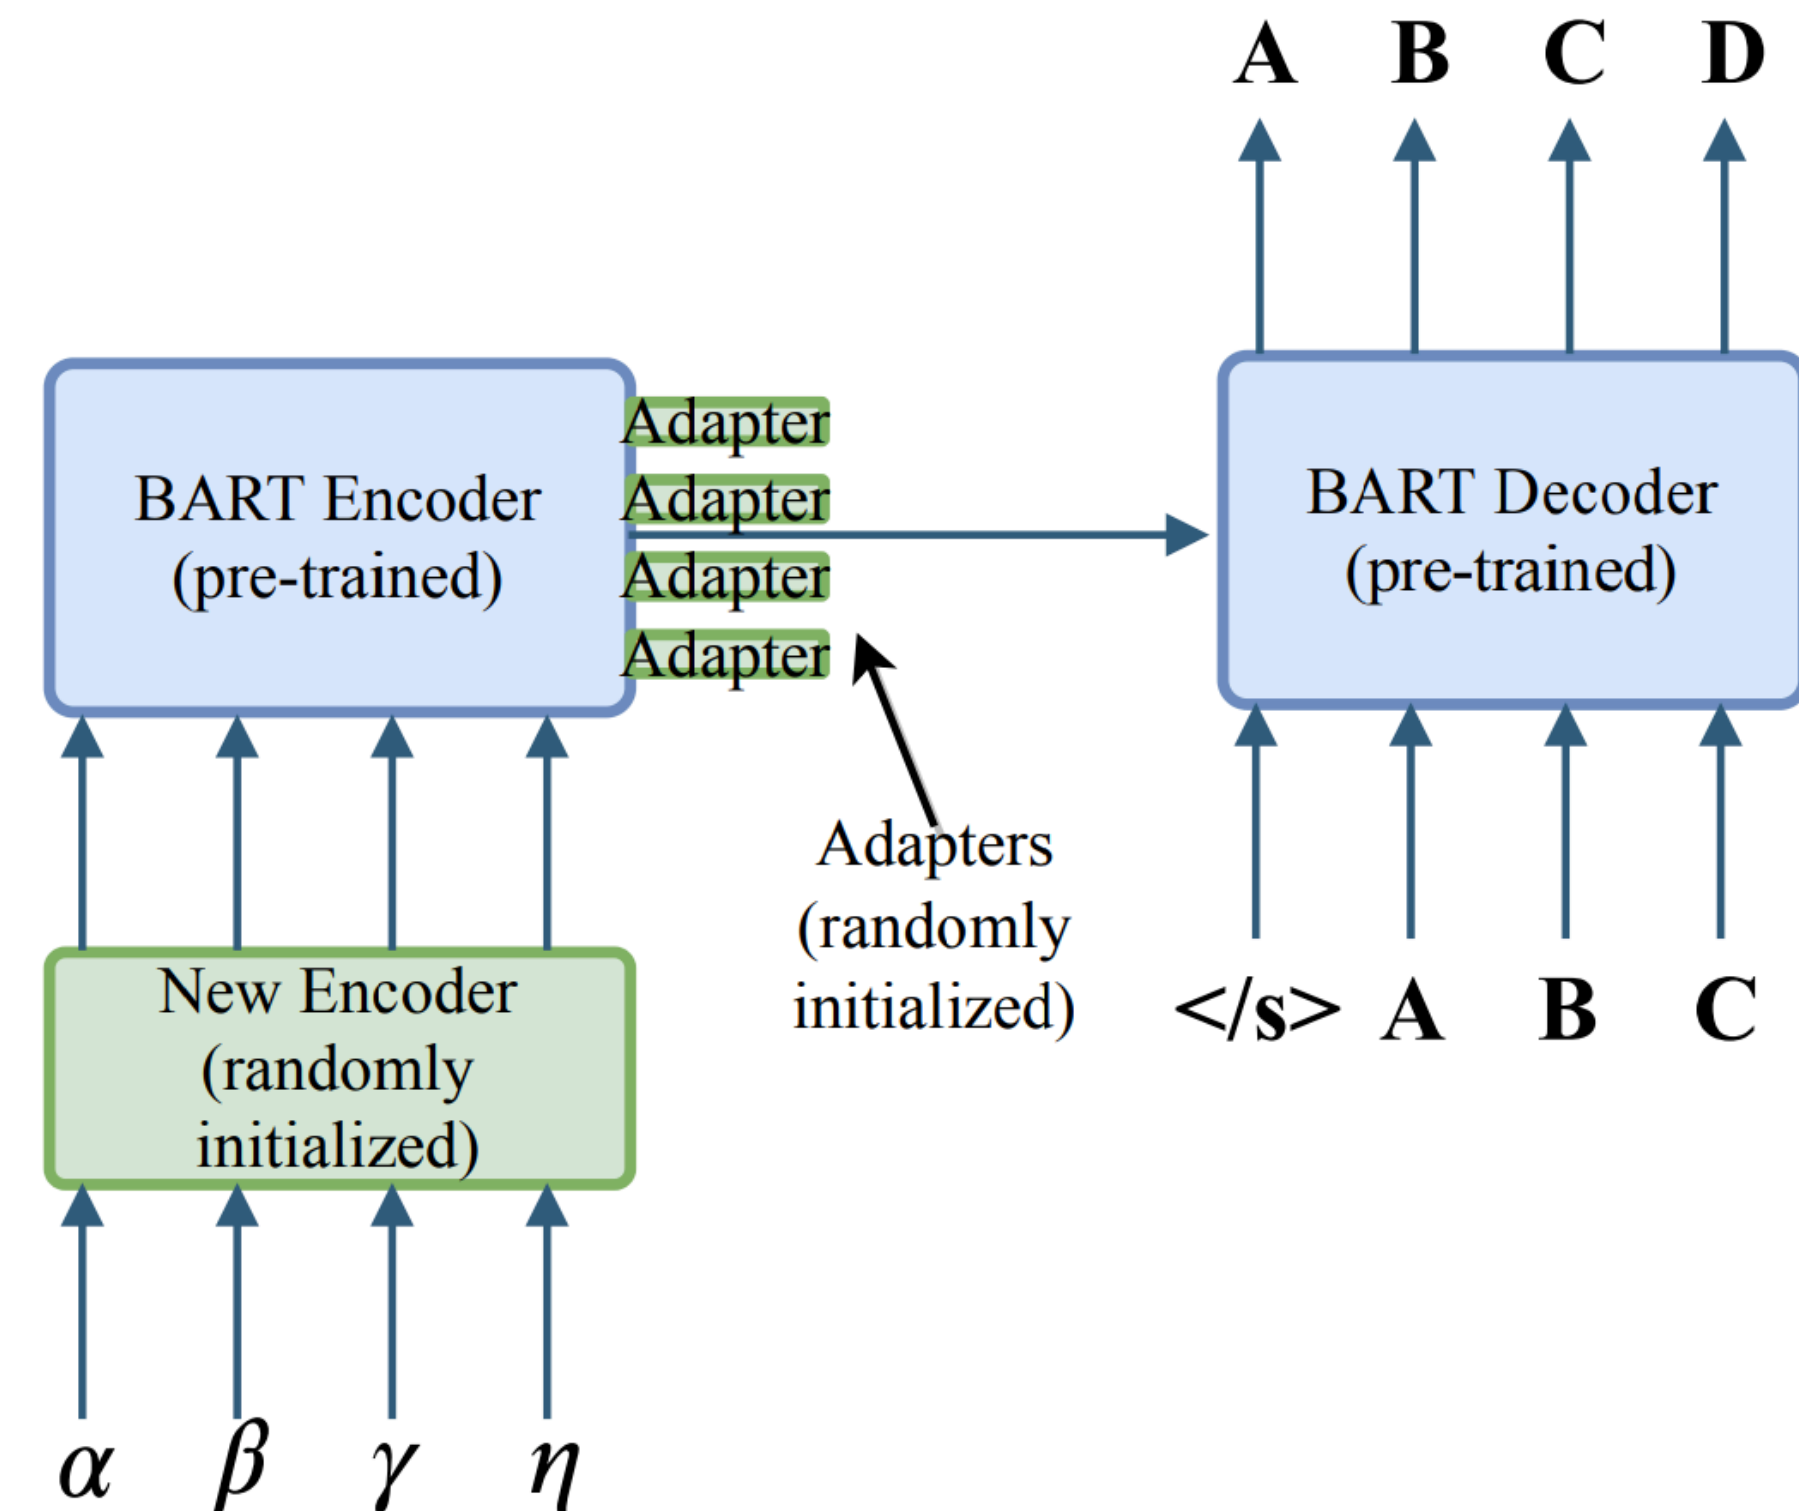 A B C D
BART Encoder
(pre-trained)
Adapter
Adapter
Adapter
Adapter
BART Decoder
(pre-trained)
Adapters
(randomly
initialized)
</s> A B C
New Encoder
(randomly
initialized)
α β γ η